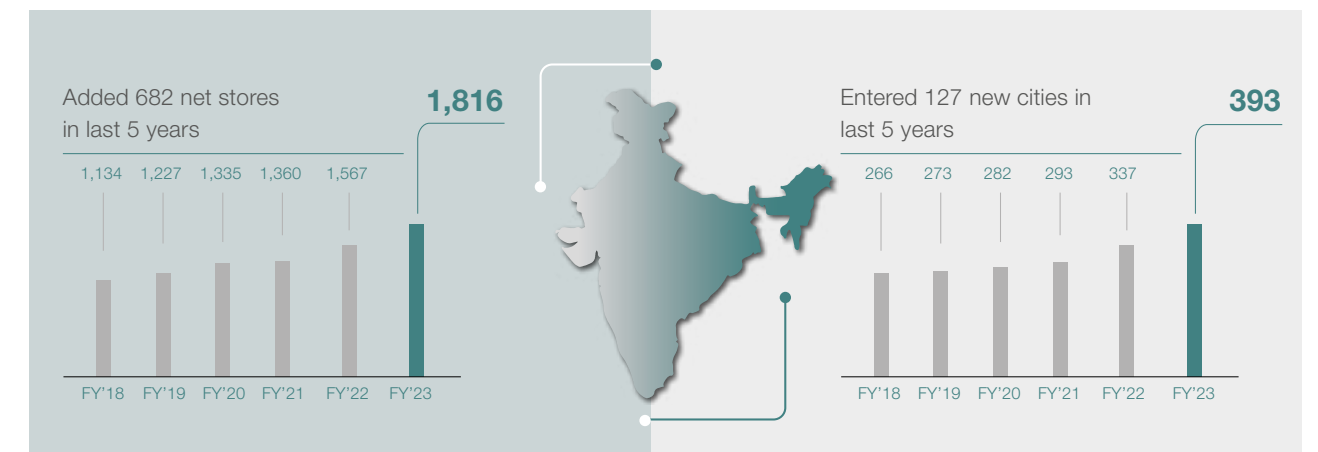 Added 682 net stores
in last 5 years
1,816
1,134 1,227 1,335 1,360 1,567
FY’18 FY’19 FY’20 FY’21 FY’22 FY’23
Entered 127 new cities in
last 5 years
393
266 273 282 293 337
FY’18 FY’19 FY’20 FY’21 FY’22 FY’23